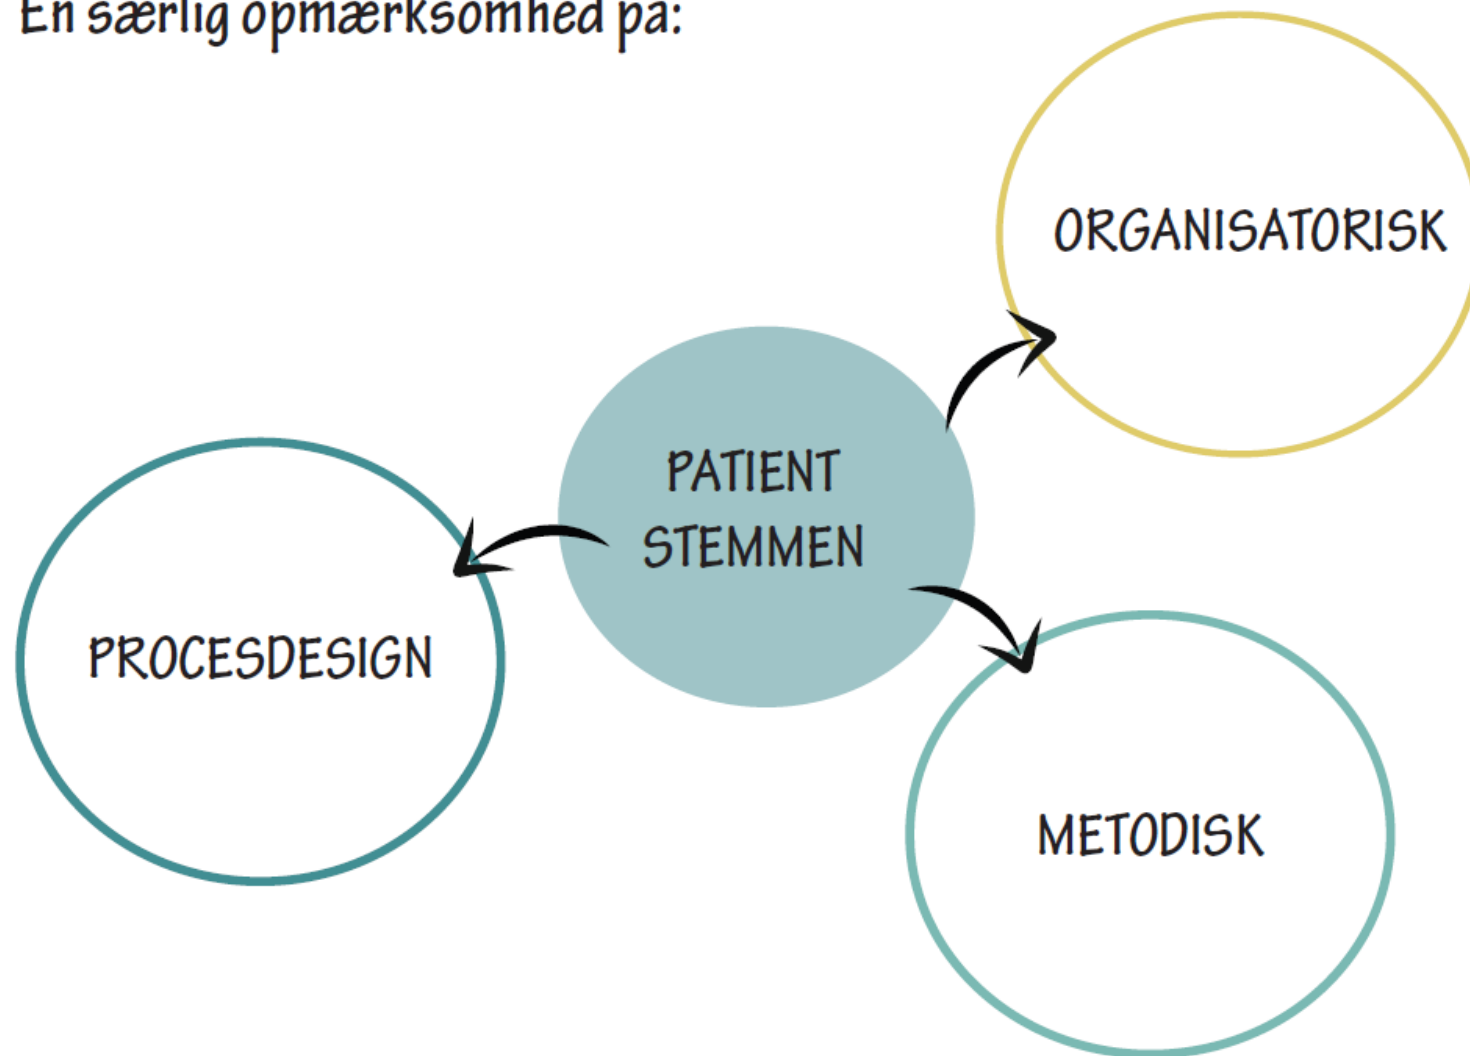 En særlig opmærksomhed på:
ORGANISATORISK
PATIENT
STEMMEN
PROCESDESIGN
METODISK